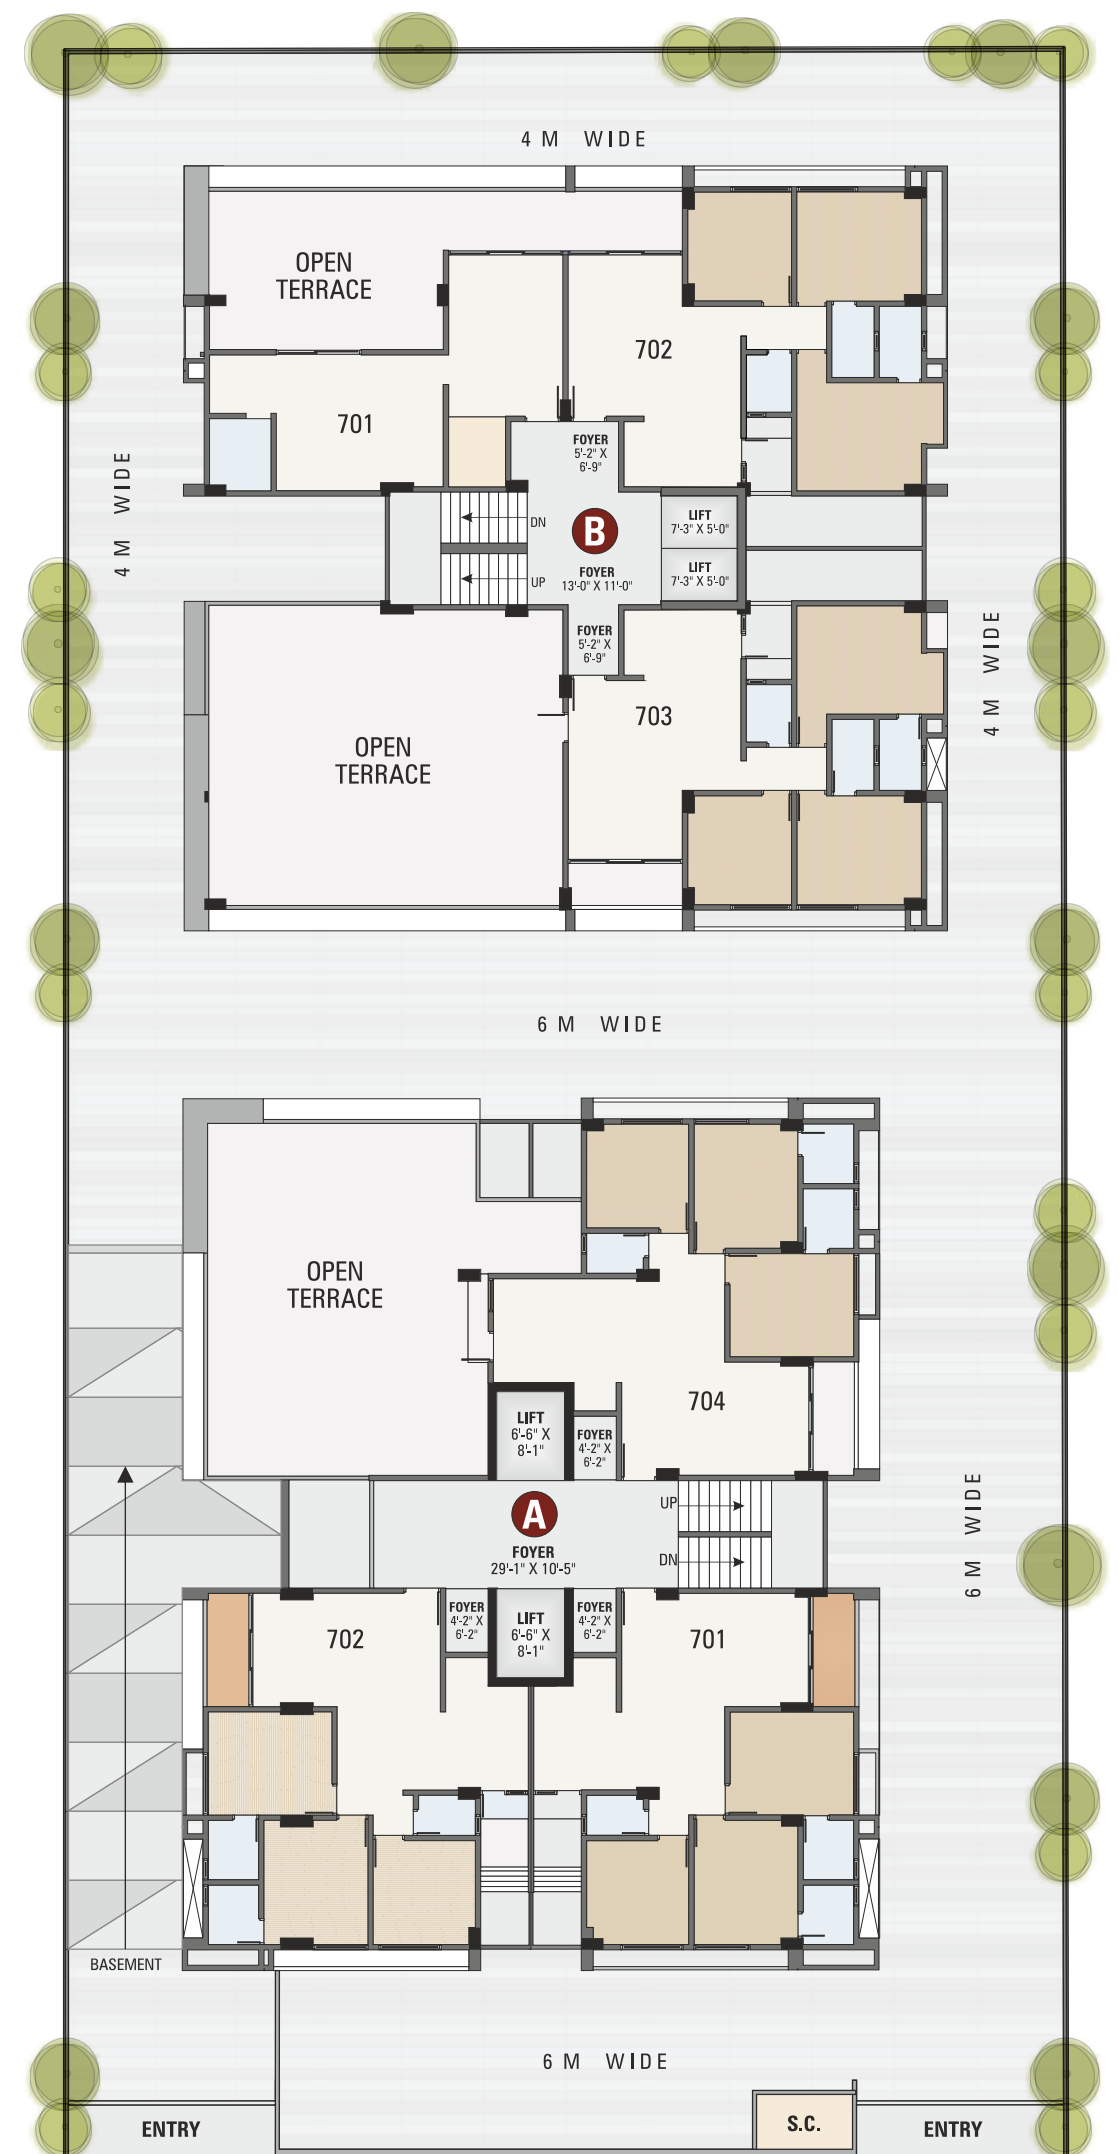 4 M WIDE
OPEN
TERRACE
702
701
FOYER
5'-2" X
6'-9"
4 M WIDE
DN
B
LIFT
7'-3" X 5'-0"
UP
FOYER
13'-0" X 11'-0"
LIFT
7'-3" X 5'-0"
FOYER
5'-2" X
6'-9"
4 M WIDE
703
OPEN
TERRACE
6 M WIDE
OPEN
TERRACE
704
LIFT
6'-6" X
8'-1"
FOYER
4'-2" X
6'-2"
A
UP
FOYER
29'-1" X 10'-5"
DN
6 M WIDE
702
FOYER
4'-2" X
6'-2"
LIFT
6'-6" X
8'-1"
FOYER
4'-2" X
6'-2"
701
BASEMENT
6 M WIDE
ENTRY
S.C.
ENTRY